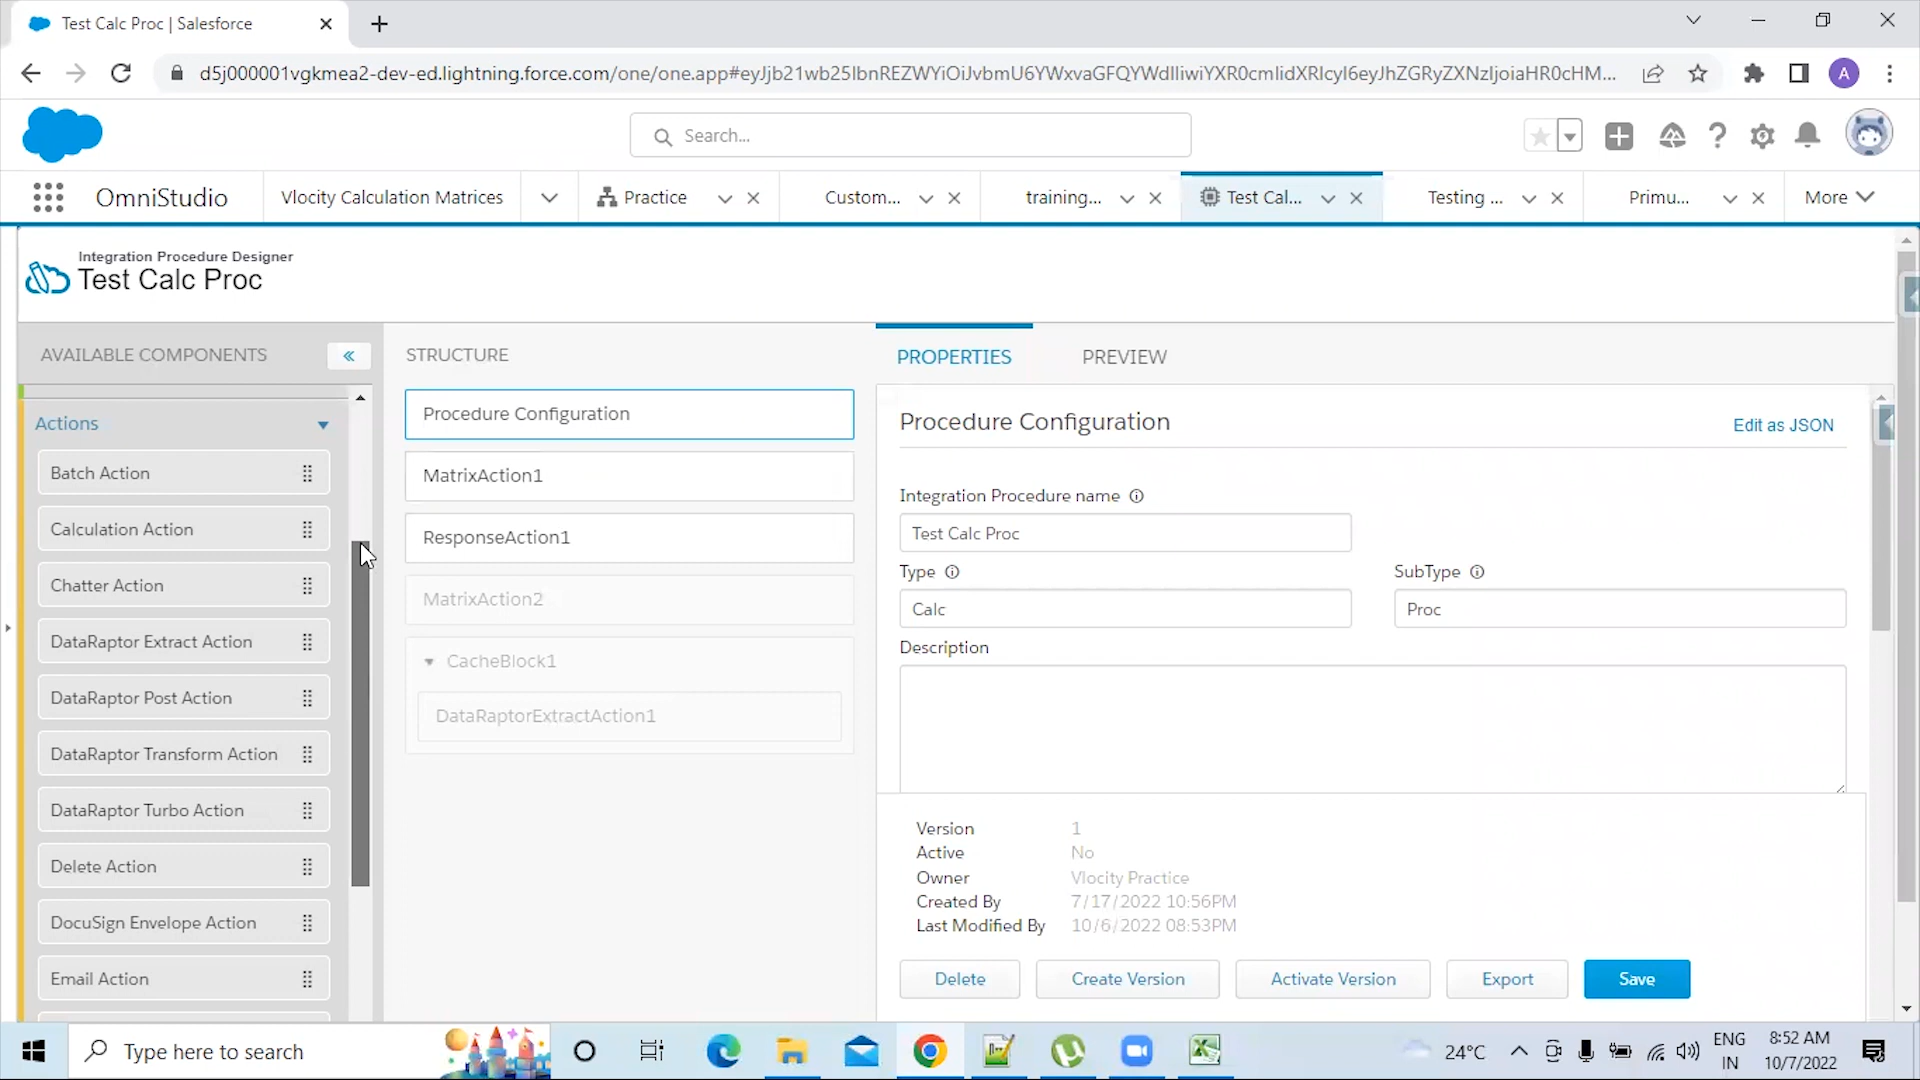 Test Calc Proc | Salesforce
d5j000001vgkmea2-dev-ed.lightning.force.com/one/one.app#
Search...
OmniStudio
Vlocity Calculation Matrices
Practice
Custom...
training...
Test Cal...
Testing ...
Primu...
More
Integration Procedure Designer
Test Calc Proc
AVAILABLE COMPONENTS
STRUCTURE
PROPERTIES
PREVIEW
Actions
Batch Action
Calculation Action
Chatter Action
DataRaptor Extract Action
DataRaptor Post Action
DataRaptor Transform Action
DataRaptor Turbo Action
Delete Action
DocuSign Envelope Action
Email Action
Procedure Configuration
MatrixAction1
ResponseAction1
MatrixAction2
CacheBlock1
DataRaptorExtractAction1
Procedure Configuration
Edit as JSON
Integration Procedure name
Test Calc Proc
Type
SubType
Calc
Proc
Description
Version 1
Active No
Owner Vlocity Practice
Created By 7/17/2022 10:56PM
Last Modified By 10/6/2022 08:53PM
Delete
Create Version
Activate Version
Export
Save
Type here to search
24°C
ENG
IN
8:52 AM
10/7/2022
A